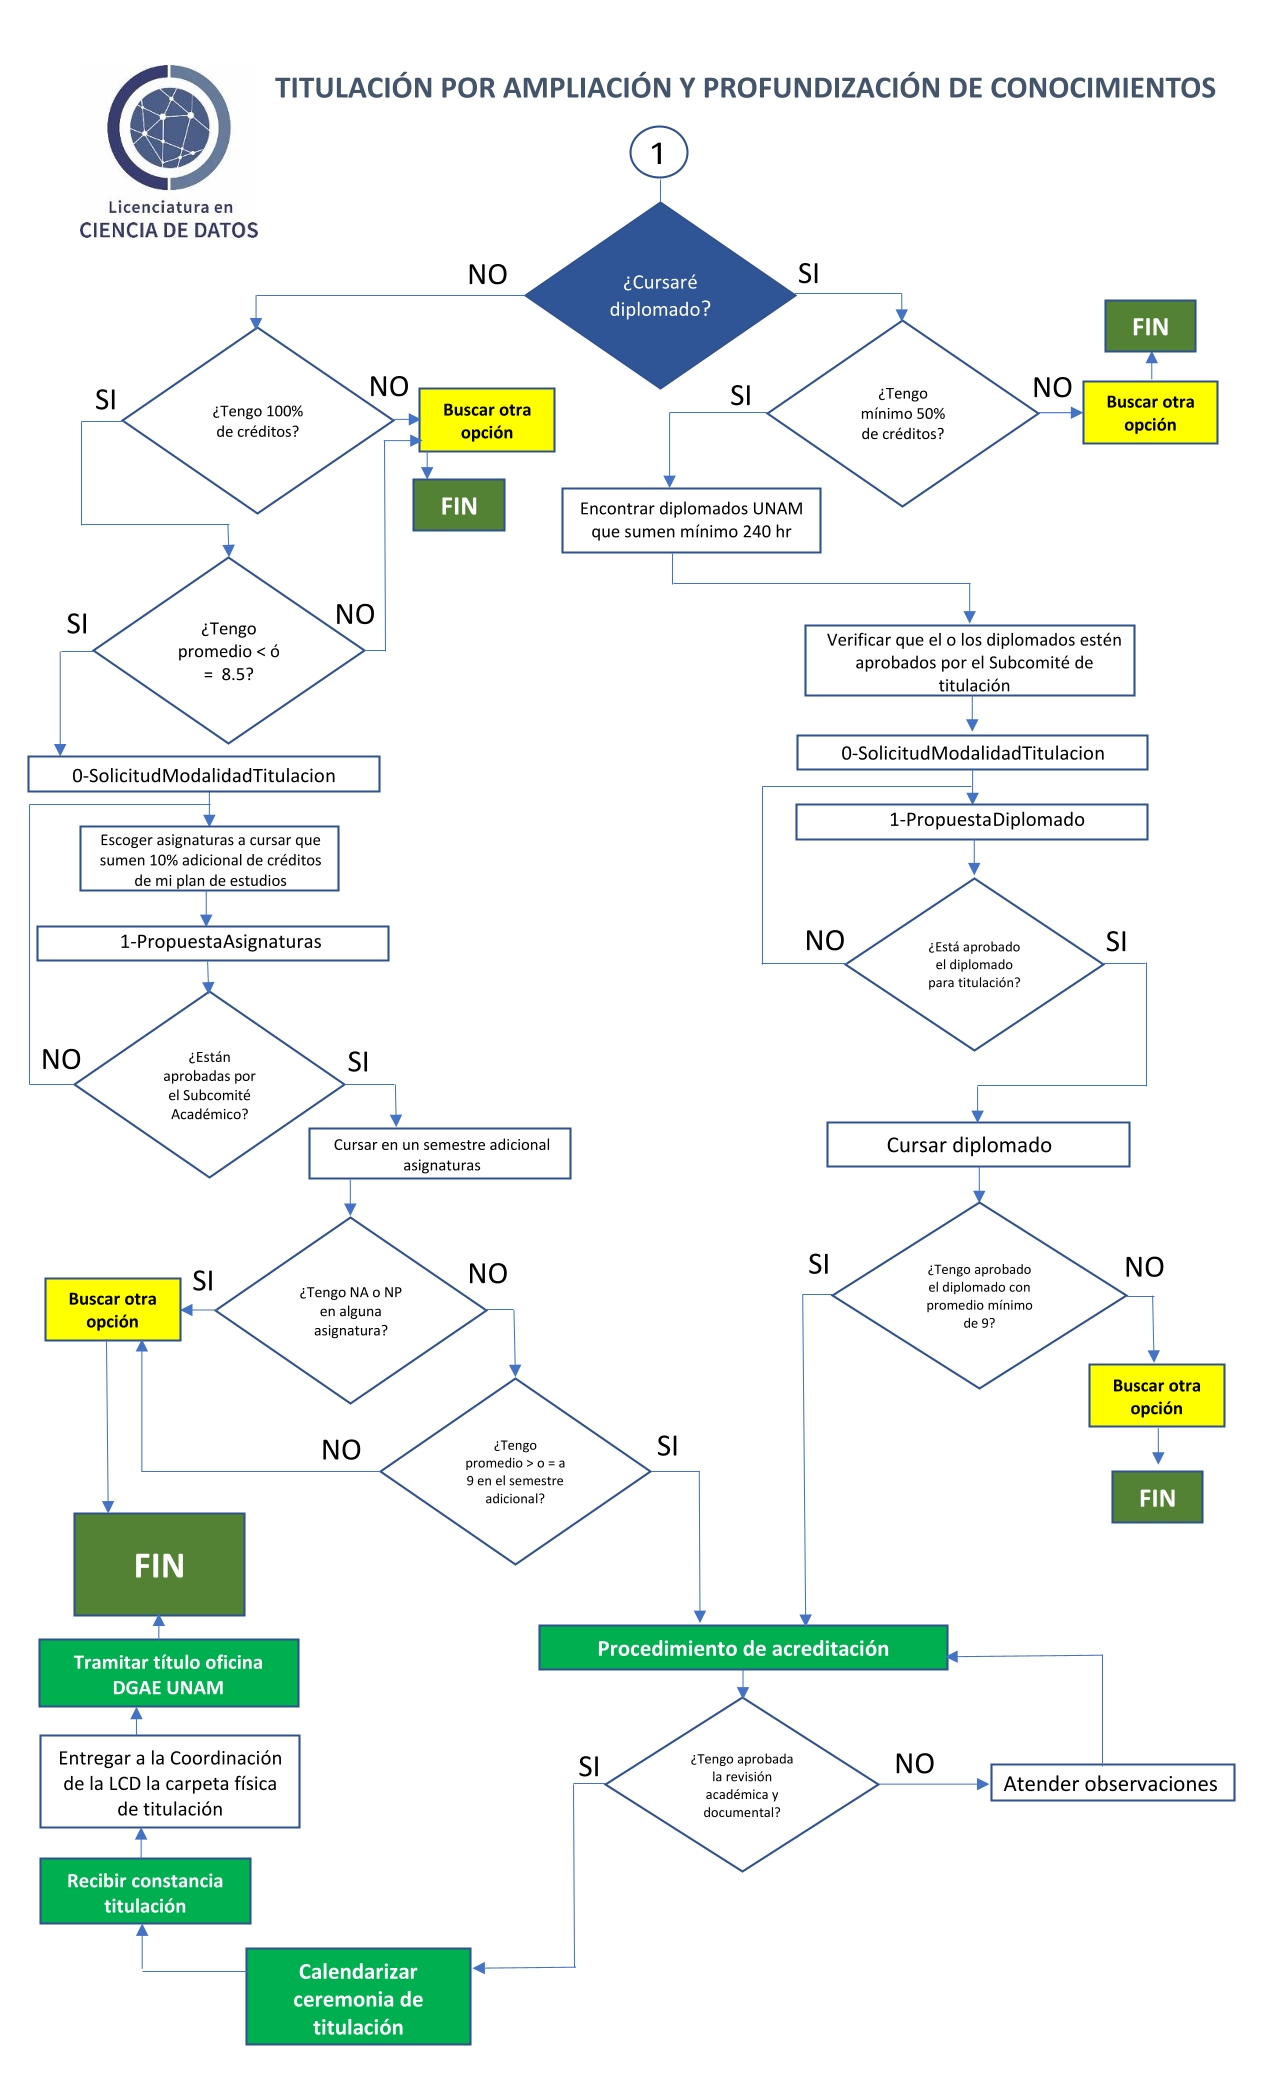 TITULACIÓN POR AMPLIACIÓN Y PROFUNDIZACIÓN DE CONOCIMIENTOS
Licenciatura en
CIENCIA DE DATOS
1
¿Cursaré
diplomado?
NO
SI
¿Tengo 100%
de créditos?
SI
NO
Buscar otra
opción
FIN
¿Tengo
mínimo 50%
de créditos?
SI
NO
Buscar otra
opción
FIN
Encontrar diplomados UNAM
que sumen mínimo 240 hr
¿Tengo
promedio < ó
= 8.5?
SI
NO
Verificar que el o los diplomados estén
aprobados por el Subcomité de
titulación
0-SolicitudModalidadTitulacion
0-SolicitudModalidadTitulacion
Escoger asignaturas a cursar que
sumen 10% adicional de créditos
de mi plan de estudios
1-PropuestaDiplomado
1-PropuestaAsignaturas
¿Está aprobado
el diplomado
para titulación?
NO
SI
¿Están
aprobadas por
el Subcomité
Académico?
NO
SI
Cursar en un semestre adicional
asignaturas
Cursar diplomado
¿Tengo NA o NP
en alguna
asignatura?
SI
NO
Buscar otra
opción
¿Tengo aprobado
el diplomado con
promedio mínimo
de 9?
SI
NO
Buscar otra
opción
FIN
¿Tengo
promedio > o = a
9 en el semestre
adicional?
NO
SI
FIN
Procedimiento de acreditación
Tramitar título oficina
DGAE UNAM
¿Tengo aprobada
la revisión
académica y
documental?
SI
NO
Atender observaciones
Entregar a la Coordinación
de la LCD la carpeta física
de titulación
Recibir constancia
titulación
Calendarizar
ceremonia de
titulación